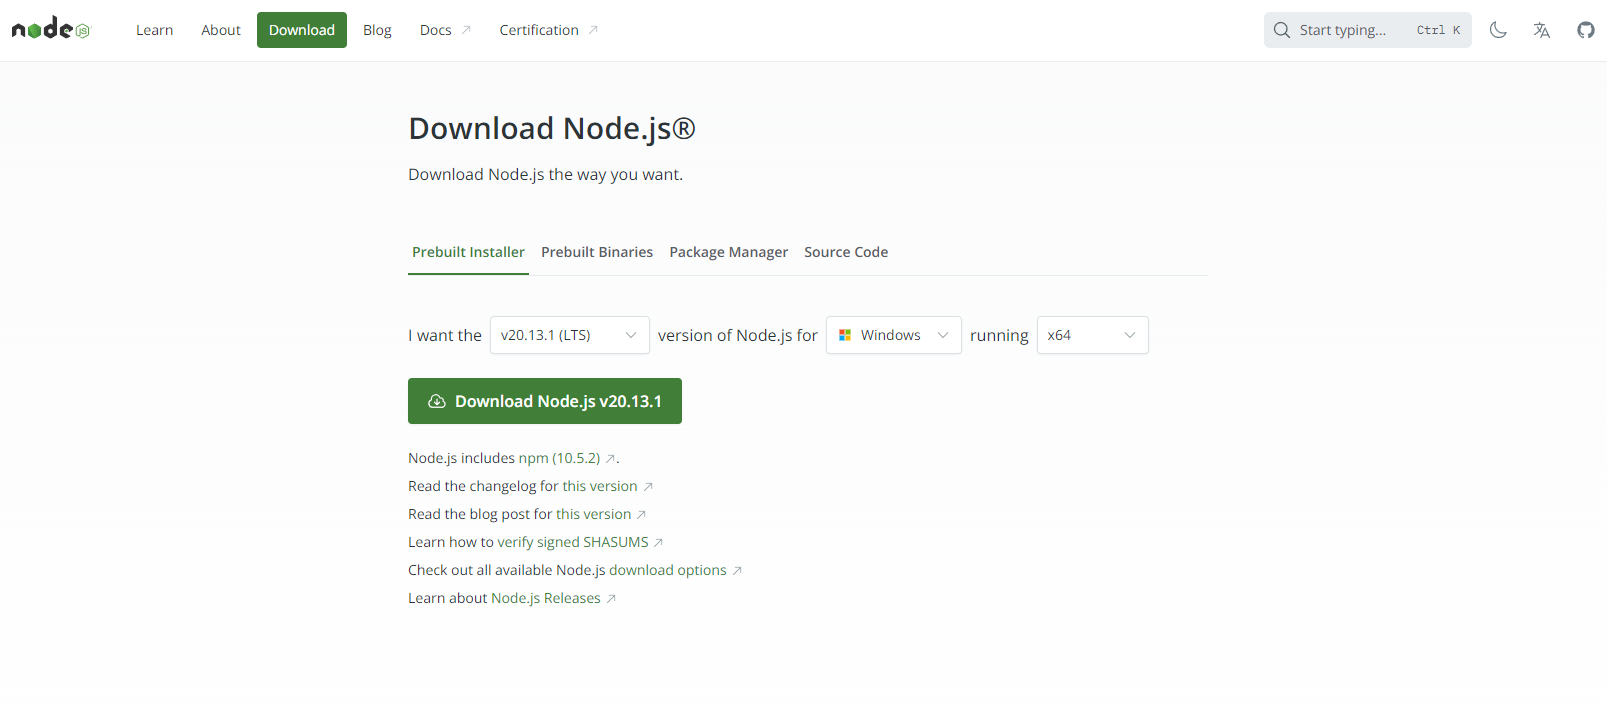 node JS
Learn About Download Blog Docs Certification Start typing... Ctrl K
Download Node.js®
Download Node.js the way you want.
Prebuilt Installer Prebuilt Binaries Package Manager Source Code
I want the v20.13.1 (LTS) version of Node.js for Windows running x64
Download Node.js v20.13.1
Node.js includes npm (10.5.2) .
Read the changelog for this version
Read the blog post for this version
Learn how to verify signed SHASUMS
Check out all available Node.js download options
Learn about Node.js Releases